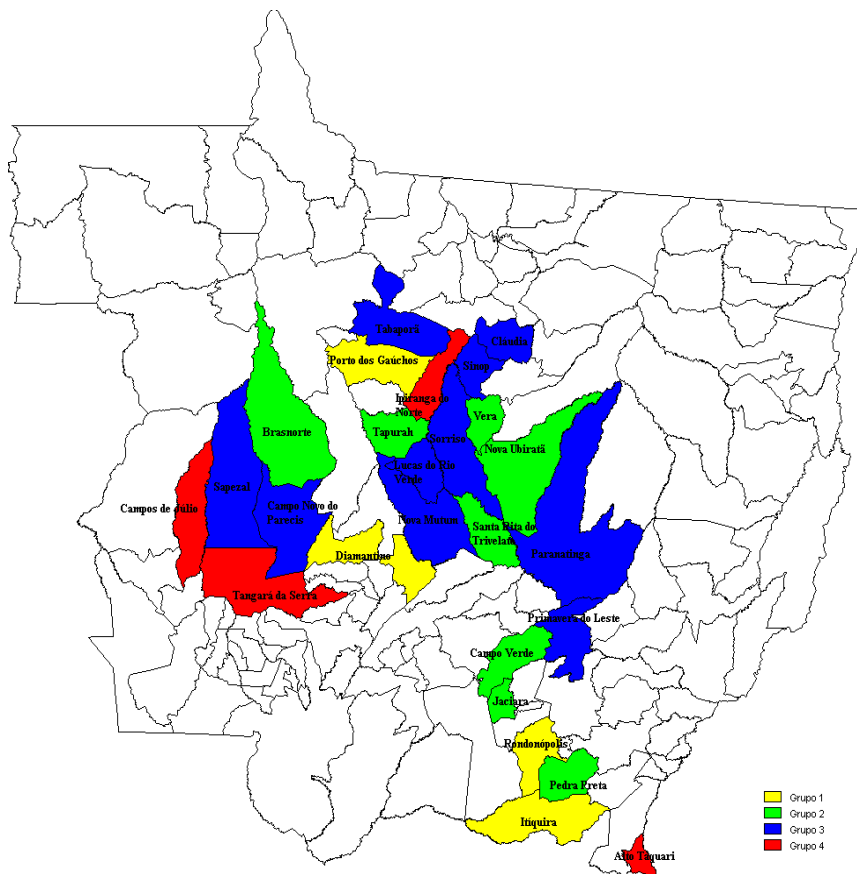 Tabaporã
Cláudia
Porto dos Gaúchos
Sinop
Ipiranga do
Norte
Vera
Brasnorte
Tapurah
Sorriso
Nova Ubiratã
Lucas do Rio
Verde
Sapezal
Campos de Júlio
Campo Novo do
Parecis
Nova Mutum
Santa Rita do
Trivelato
Diamantino
Paranatinga
Tangará da Serra
Primavera do Leste
Campo Verde
Jaciara
Rondonópolis
Pedra Preta
Itiquira
Alto Taquari
Grupo 1
Grupo 2
Grupo 3
Grupo 4